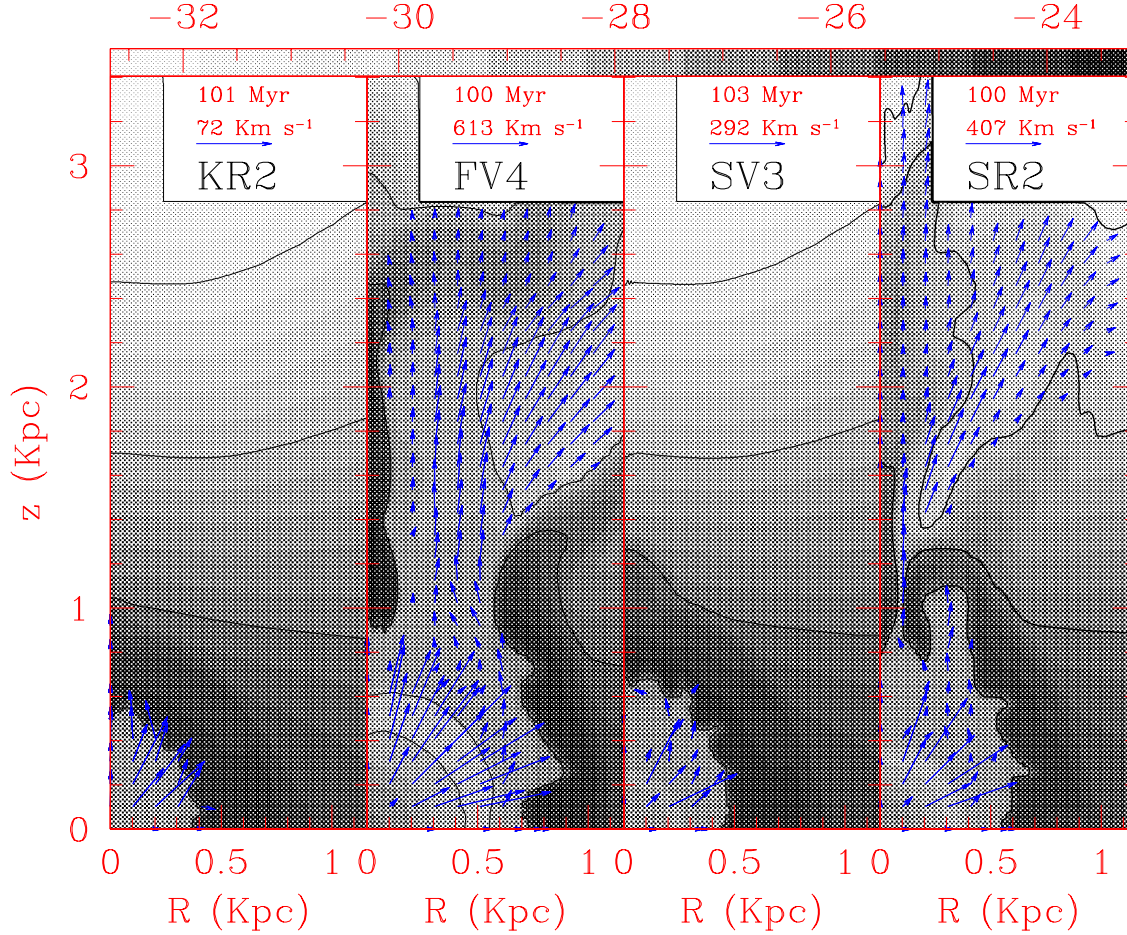 −32 −30 −28 −26 −24
101 Myr
72 Km s⁻¹
KR2
100 Myr
613 Km s⁻¹
FV4
103 Myr
292 Km s⁻¹
SV3
100 Myr
407 Km s⁻¹
SR2
3
2
1
0
z (Kpc)
0 0.5 1 0 0.5 1 0 0.5 1 0 0.5 1
R (Kpc) R (Kpc) R (Kpc) R (Kpc)